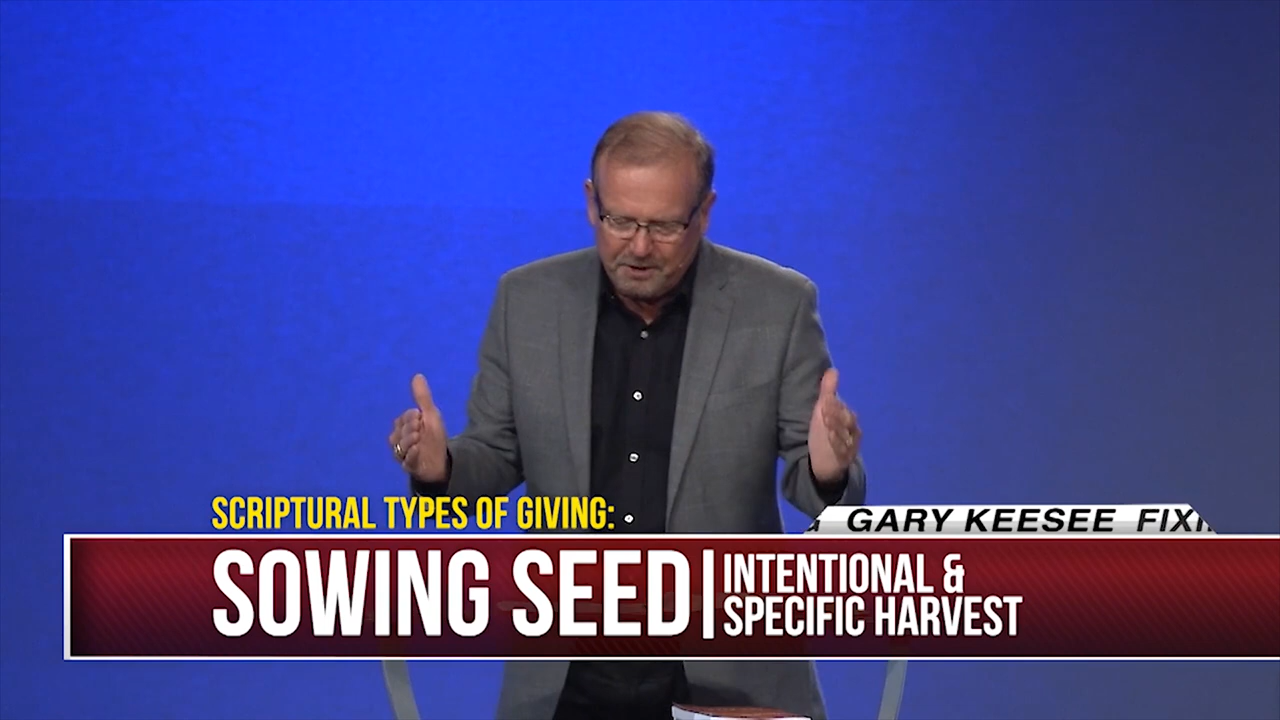 SCRIPTURAL TYPES OF GIVING:
GARY KEESEE
SOWING SEED
INTENTIONAL &
SPECIFIC HARVEST